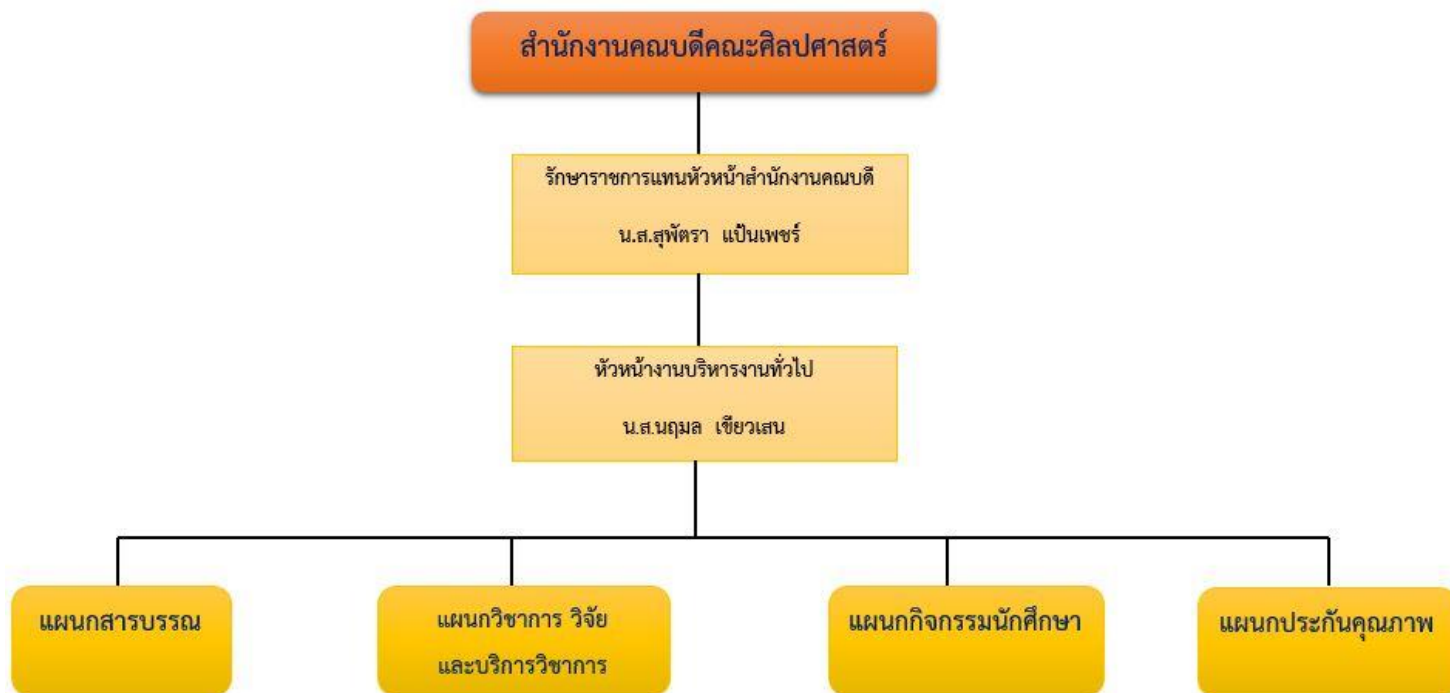 สำนักงานคณบดีคณะศิลปศาสตร์
รักษาราชการแทนหัวหน้าสำนักงานคณบดี
น.ส.สุพัตรา แป้นเพชร์
หัวหน้างานบริหารงานทั่วไป
น.ส.นฤมล เขียวเสน
แผนกสารบรรณ
แผนกวิชาการ วิจัย
และบริการวิชาการ
แผนกกิจกรรมนักศึกษา
แผนกประกันคุณภาพ